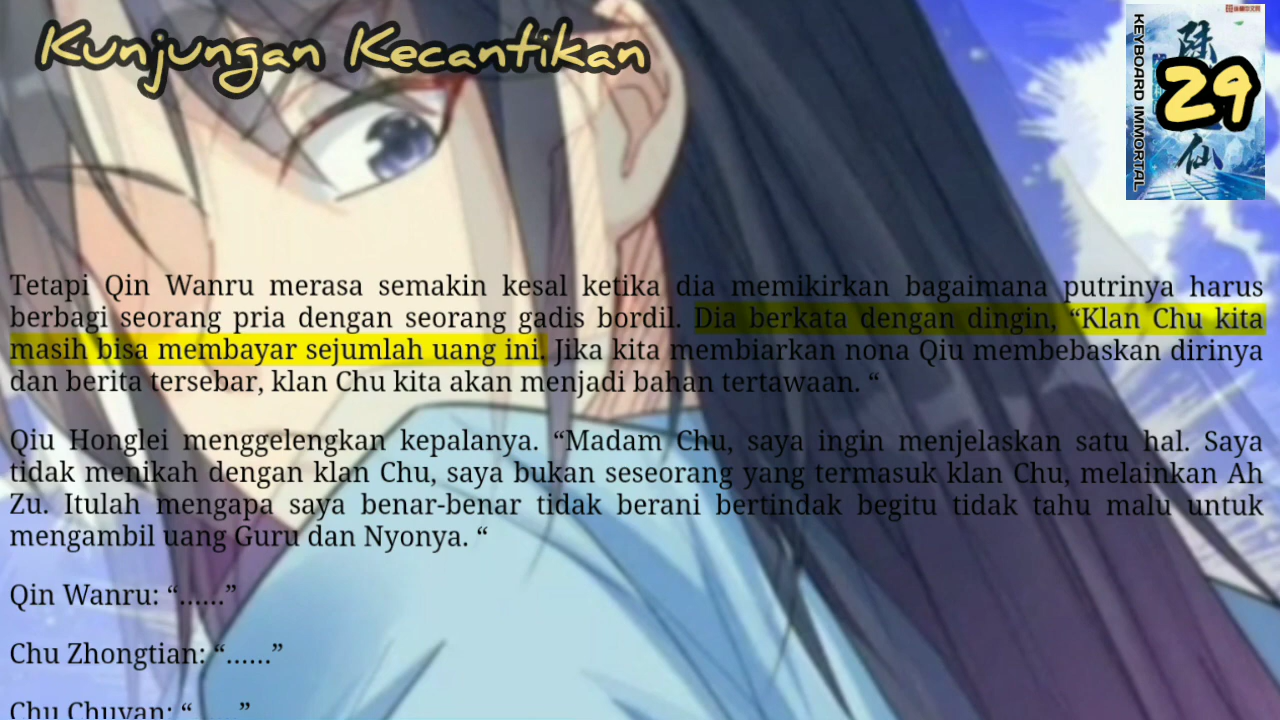 Kunjungan Kecantikan
陆
KEYBOARD IMMORTAL
29
仙
Tetapi Qin Wanru merasa semakin kesal ketika dia memikirkan bagaimana putrinya harus
berbagi seorang pria dengan seorang gadis bordil. Dia berkata dengan dingin, “Klan Chu kita
masih bisa membayar sejumlah uang ini. Jika kita membiarkan nona Qiu membebaskan dirinya
dan berita tersebar, klan Chu kita akan menjadi bahan tertawaan. “
Qiu Honglei menggelengkan kepalanya. “Madam Chu, saya ingin menjelaskan satu hal. Saya
tidak menikah dengan klan Chu, saya bukan seseorang yang termasuk klan Chu, melainkan Ah
Zu. Itulah mengapa saya benar-benar tidak berani bertindak begitu tidak tahu malu untuk
mengambil uang Guru dan Nyonya. “
Qin Wanru: “……”
Chu Zhongtian: “……”
Chu Chuyan: “……”